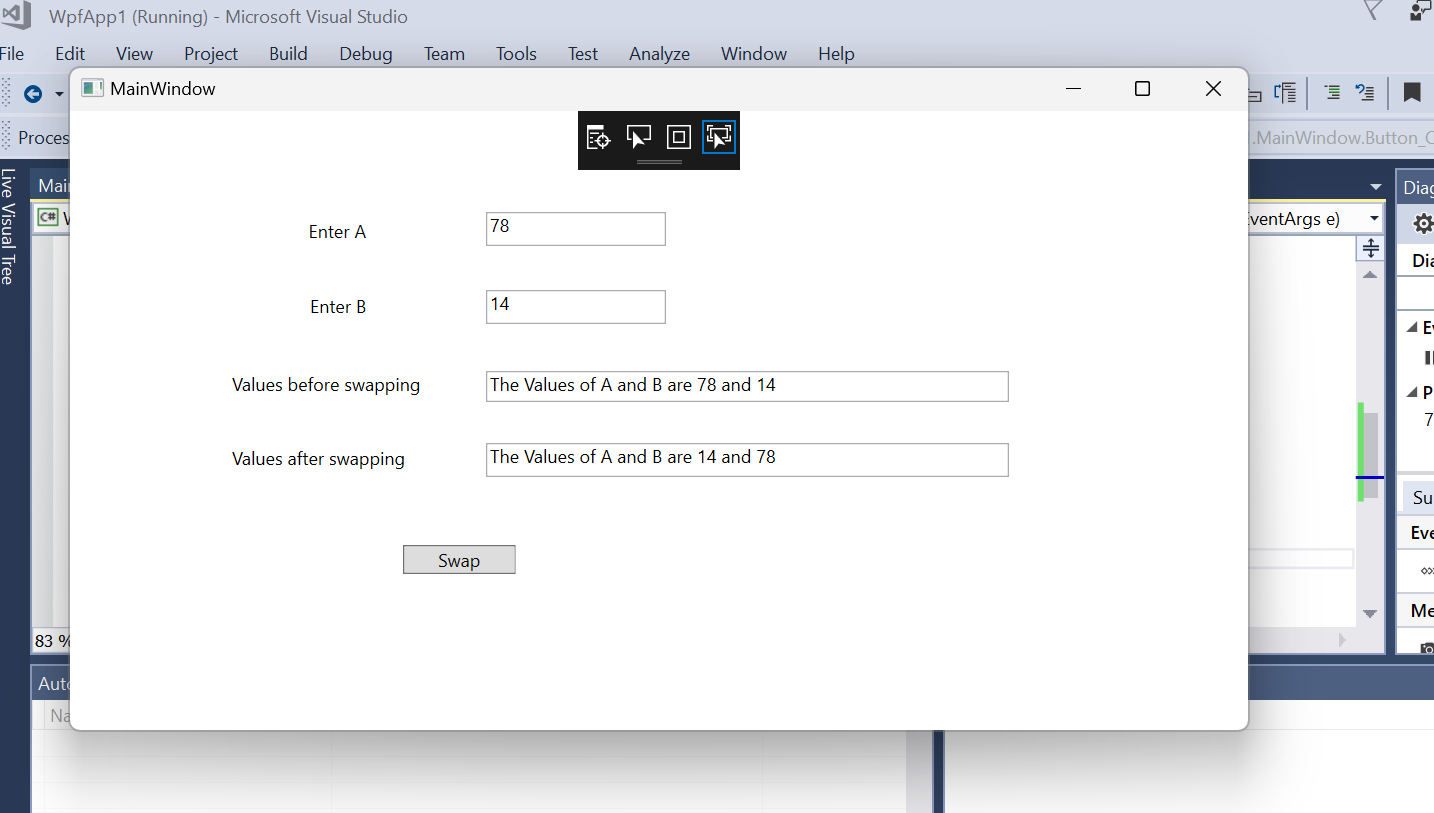 WpfApp1 (Running) - Microsoft Visual Studio
File Edit View Project Build Debug Team Tools Test Analyze Window Help
MainWindow
Proces
.MainWindow.Button_C
Live Visual Tree
Mai
Diag
C#
ventArgs e)
Enter A 78
Dia
Enter B 14
Values before swapping The Values of A and B are 78 and 14
P
7
Values after swapping The Values of A and B are 14 and 78
Su
Eve
Swap
Me
83 %
Auto
Na